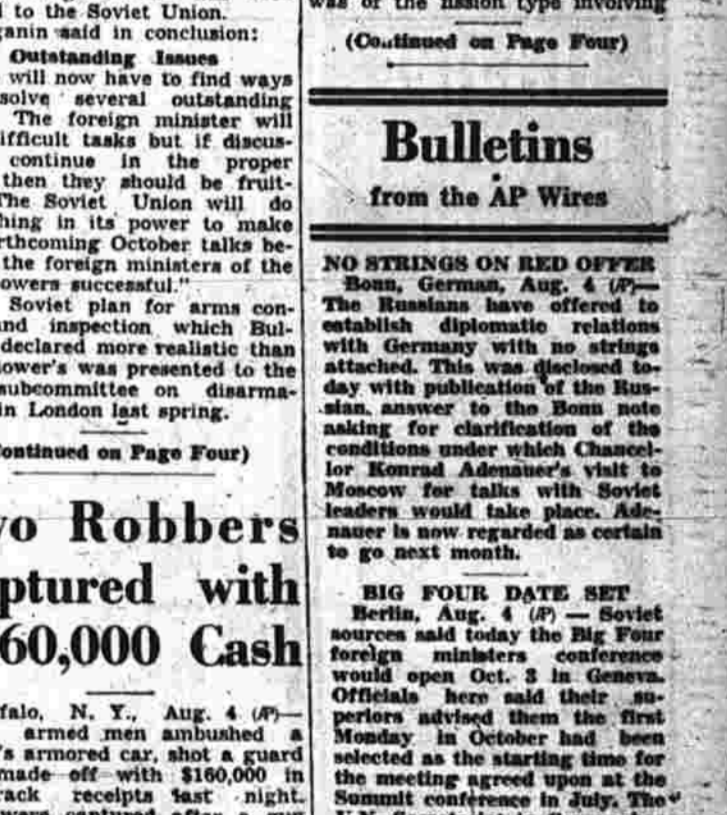 to the Soviet Union.
ganin said in conclusion:
Outstanding Issues
will now have to find ways
solve several outstanding
The foreign minister will
ifficult tasks but if discus-
continue in the proper
then they should be fruit-
The Soviet Union will do
hing in its power to make
rthcoming October talks be-
the foreign ministers of the
owers successful."
Soviet plan for arms con-
nd inspection which Bul-
declared more realistic than
ower's was presented to the
subcommittee on disarma-
in London last spring.
ontinued on Page Four)
o Robbers
ptured with
60,000 Cash
falo, N. Y., Aug. 4 (AP)—
armed men ambushed a
's armored car, shot a guard
made off with $160,000 in
rack receipts last night.
were captured after a gun
was of the fission type involving
(Continued on Page Four)
Bulletins
from the AP Wires
NO STRINGS ON RED OFFER
Bonn, German, Aug. 4 (AP)—
The Russians have offered to
establish diplomatic relations
with Germany with no strings
attached. This was disclosed to-
day with publication of the Rus-
sian answer to the Bonn note
asking for clarification of the
conditions under which Chancel-
lor Konrad Adenauer's visit to
Moscow for talks with Soviet
leaders would take place. Ade-
nauer is now regarded as certain
to go next month.
BIG FOUR DATE SET
Berlin, Aug. 4 (AP) — Soviet
sources said today the Big Four
foreign ministers conference
would open Oct. 3 in Geneva.
Officials here said their su-
periors advised them the first
Monday in October had been
selected as the starting time for
the meeting agreed upon at the
Summit conference in July. The